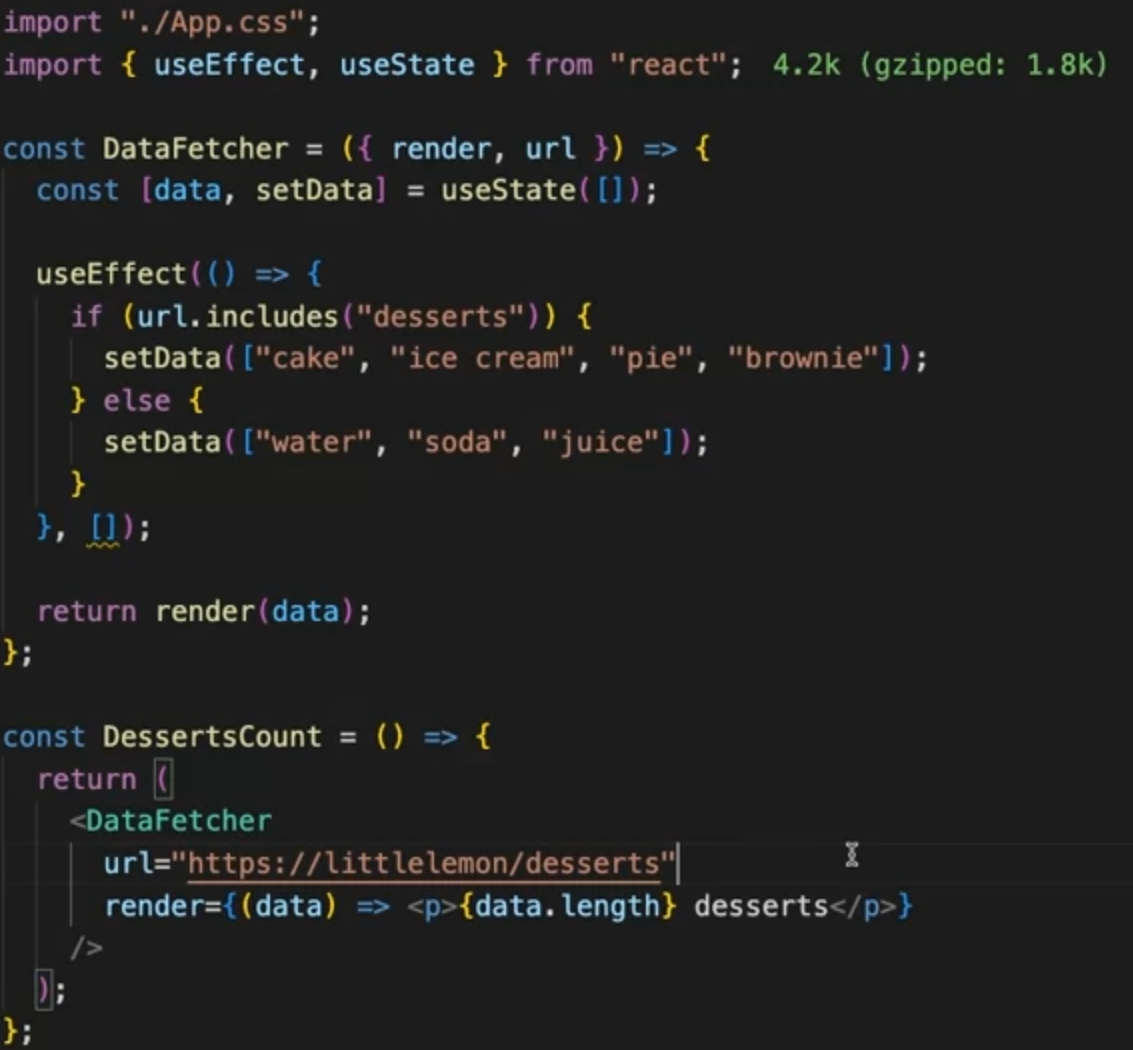 import "./App.css";
import { useEffect, useState } from "react"; 4.2k (gzipped: 1.8k)
const DataFetcher = ({ render, url }) => {
const [data, setData] = useState([]);
useEffect(() => {
if (url.includes("desserts")) {
setData(["cake", "ice cream", "pie", "brownie"]);
} else {
setData(["water", "soda", "juice"]);
}
}, []);
return render(data);
};
const DessertsCount = () => {
return (
<DataFetcher
url="https://littlelemon/desserts"
render={(data) => <p>{data.length} desserts</p>}
/>
);
};